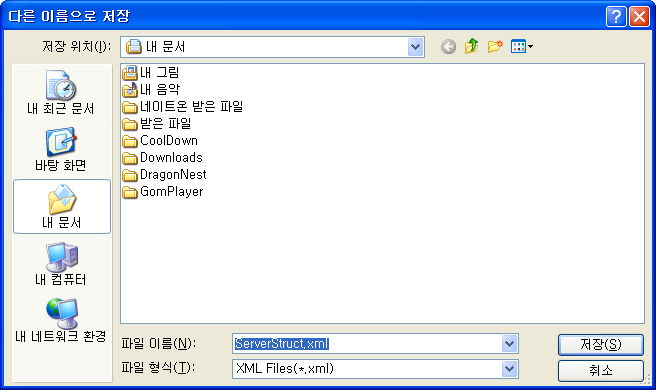 다른 이름으로 저장
저장 위치(I):
내 문서
내 최근 문서
바탕 화면
내 문서
내 컴퓨터
내 네트워크 환경
내 그림
내 음악
네이트온 받은 파일
받은 파일
CoolDown
Downloads
DragonNest
GomPlayer
파일 이름(N):
ServerStruct.xml
저장(S)
파일 형식(T):
XML Files(*.xml)
취소